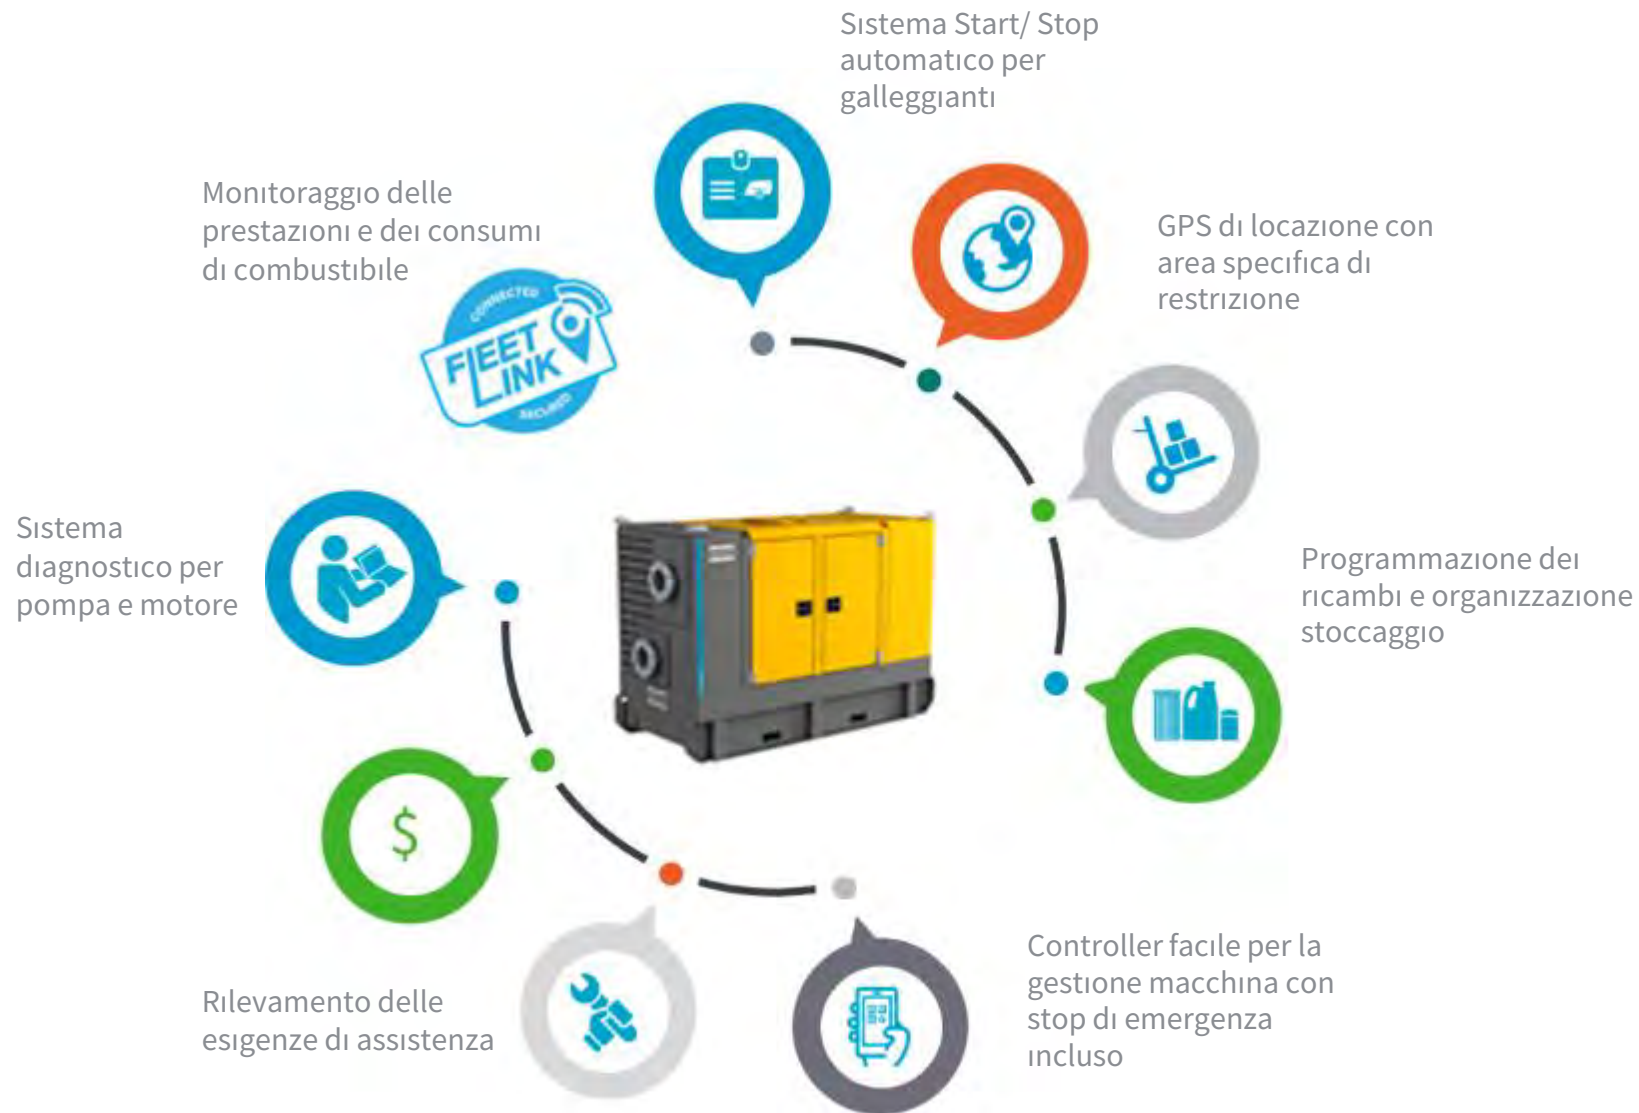 Sistema Start/ Stop
automatico per
galleggianti
Monitoraggio delle
prestazioni e dei consumi
di combustibile
GPS di locazione con
area specifica di
restrizione
CONNECTED
FLEET
LINK
SECURED
Sistema
diagnostico per
pompa e motore
Programmazione dei
ricambi e organizzazione
stoccaggio
$
Rilevamento delle
esigenze di assistenza
Controller facile per la
gestione macchina con
stop di emergenza
incluso